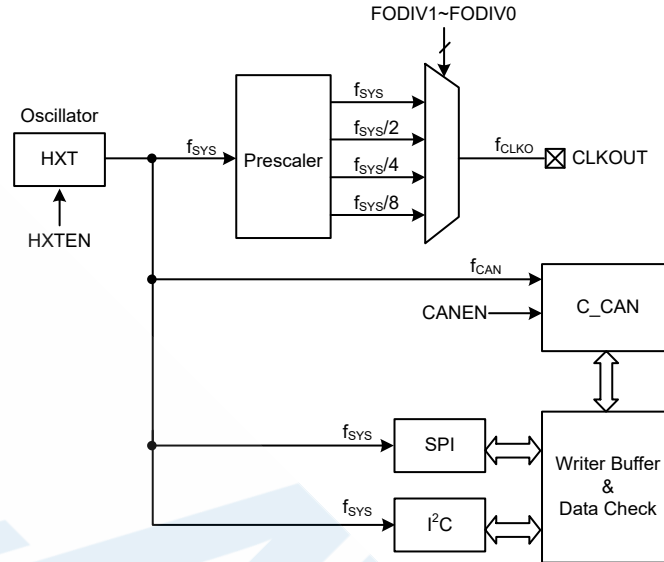 FODIV1~FODIV0
Oscillator
HXT
HXTEN
fSYS
Prescaler
fSYS
fSYS/2
fSYS/4
fSYS/8
fCLKO
CLKOUT
fCAN
CANEN
C_CAN
fSYS
SPI
fSYS
I²C
Writer Buffer
&
Data Check